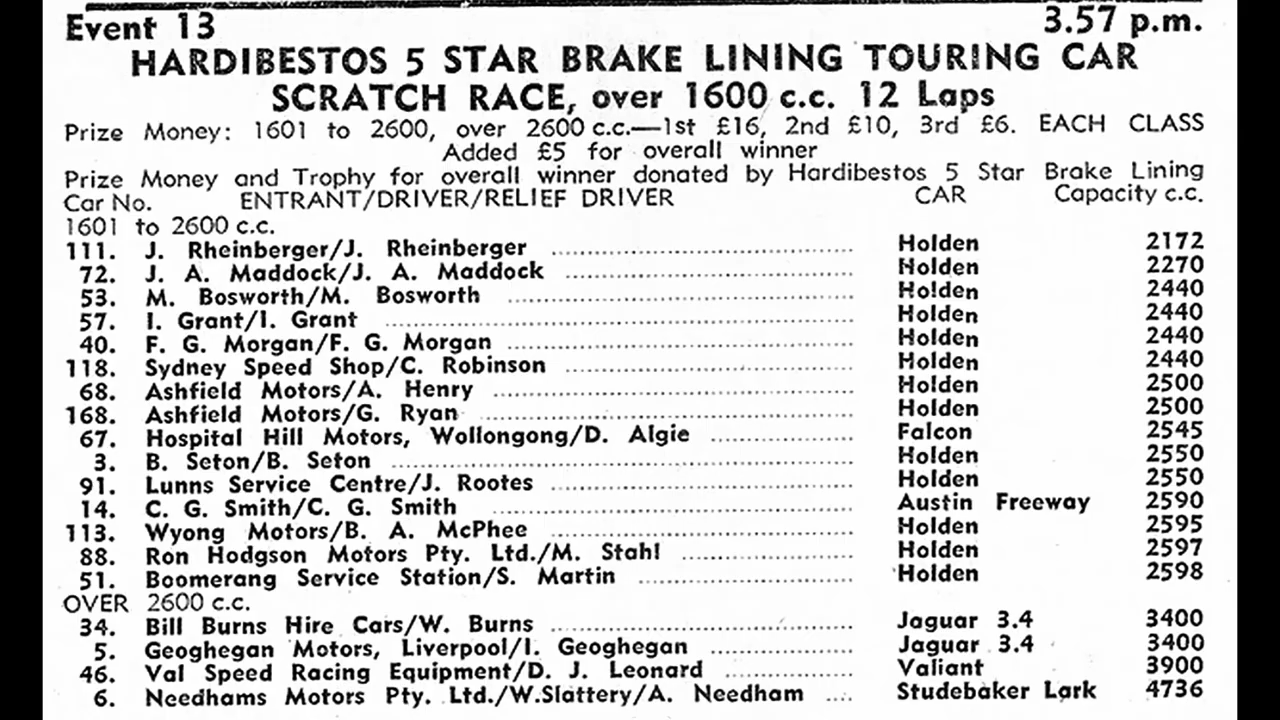 Event 13 3.57 p.m.
HARDIBESTOS 5 STAR BRAKE LINING TOURING CAR
SCRATCH RACE, over 1600 c.c. 12 Laps
Prize Money: 1601 to 2600, over 2600 c.c.—1st £16, 2nd £10, 3rd £6. EACH CLASS
Added £5 for overall winner
Prize Money and Trophy for overall winner donated by Hardibestos 5 Star Brake Lining
Car No. ENTRANT/DRIVER/RELIEF DRIVER CAR Capacity c.c.
1601 to 2600 c.c.
111. J. Rheinberger/J. Rheinberger Holden 2172
72. J. A. Maddock/J. A. Maddock Holden 2270
53. M. Bosworth/M. Bosworth Holden 2440
57. I. Grant/I. Grant Holden 2440
40. F. G. Morgan/F. G. Morgan Holden 2440
118. Sydney Speed Shop/C. Robinson Holden 2440
68. Ashfield Motors/A. Henry Holden 2500
168. Ashfield Motors/G. Ryan Holden 2500
67. Hospital Hill Motors, Wollongong/D. Algie Falcon 2545
3. B. Seton/B. Seton Holden 2550
91. Lunns Service Centre/J. Rootes Holden 2550
14. C. G. Smith/C. G. Smith Austin Freeway 2590
113. Wyong Motors/B. A. McPhee Holden 2595
88. Ron Hodgson Motors Pty. Ltd./M. Stahl Holden 2597
51. Boomerang Service Station/S. Martin Holden 2598
OVER 2600 c.c.
34. Bill Burns Hire Cars/W. Burns Jaguar 3.4 3400
5. Geoghegan Motors, Liverpool/I. Geoghegan Jaguar 3.4 3400
46. Val Speed Racing Equipment/D. J. Leonard Valiant 3900
6. Needhams Motors Pty. Ltd./W.Slattery/A. Needham Studebaker Lark 4736